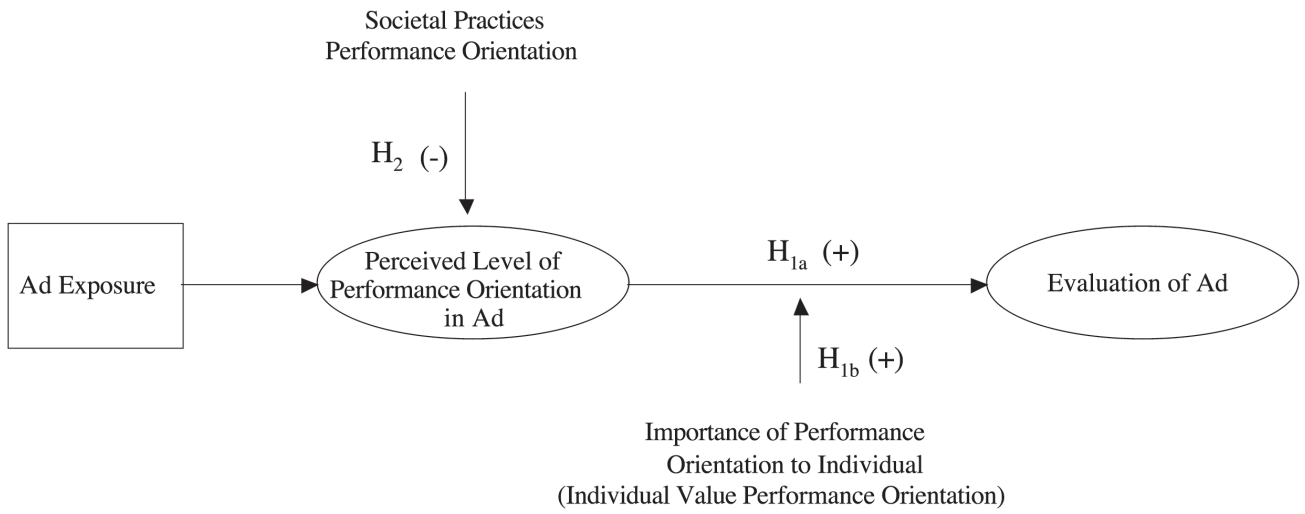 Societal Practices
Performance Orientation
H2 (-)
Ad Exposure
Perceived Level of
Performance Orientation
in Ad
H1a (+)
Evaluation of Ad
H1b (+)
Importance of Performance
Orientation to Individual
(Individual Value Performance Orientation)